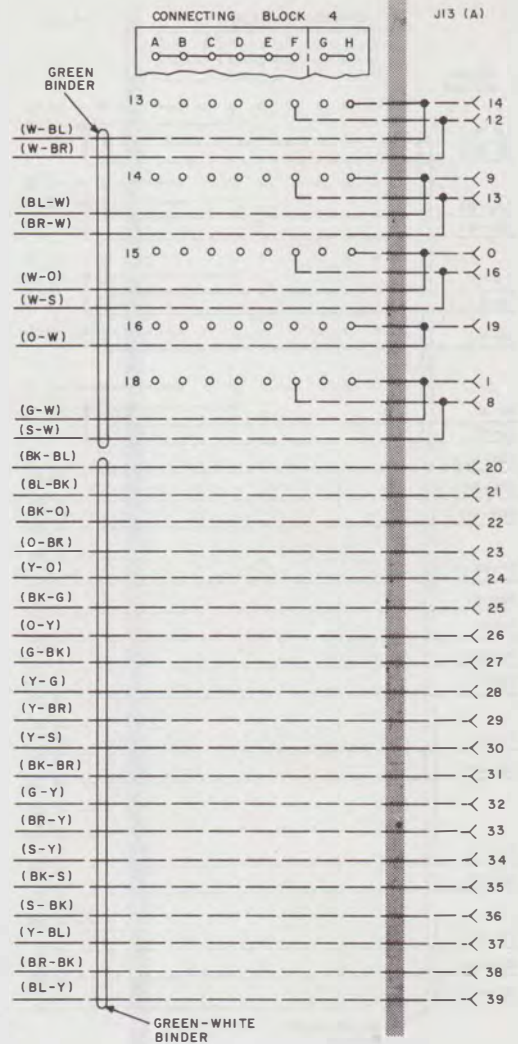 CONNECTING BLOCK 4 J13 (A)
A B C D E F G H
GREEN
BINDER
13 14
12
(W-BL)
(W-BR)
14 9
13
(BL-W)
(BR-W)
15 0
16
(W-O)
(W-S)
16 19
(O-W)
18 1
8
(G-W)
(S-W)
(BK-BL) 20
(BL-BK) 21
(BK-O) 22
(O-BK) 23
(Y-O) 24
(BK-G) 25
(O-Y) 26
(G-BK) 27
(Y-G) 28
(Y-BR) 29
(Y-S) 30
(BK-BR) 31
(G-Y) 32
(BR-Y) 33
(S-Y) 34
(BK-S) 35
(S-BK) 36
(Y-BL) 37
(BR-BK) 38
(BL-Y) 39
GREEN-WHITE
BINDER